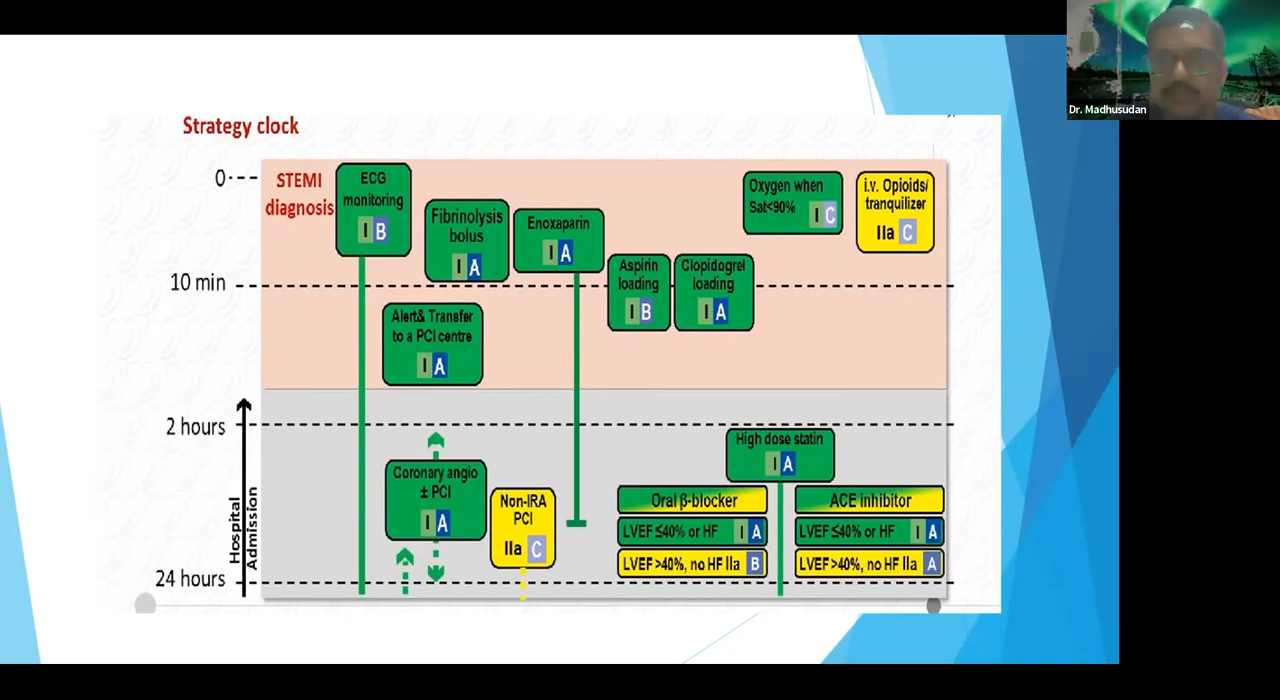 Dr. Madhusudan
Strategy clock
0
STEMI
diagnosis
ECG
monitoring
I B
Fibrinolysis
bolus
I A
Enoxaparin
I A
Oxygen when
Sat<90% I C
i.v. Opioids/
tranquilizer
IIa C
10 min
Aspirin
loading
I B
Clopidogrel
loading
I A
Alert& Transfer
to a PCI centre
I A
2 hours
Hospital
Admission
High dose statin
I A
Coronary angio
± PCI
I A
Non-IRA
PCI
IIa C
Oral β-blocker
LVEF ≤40% or HF I A
LVEF >40%, no HF IIa B
ACE inhibitor
LVEF ≤40% or HF I A
LVEF >40%, no HF IIa A
24 hours